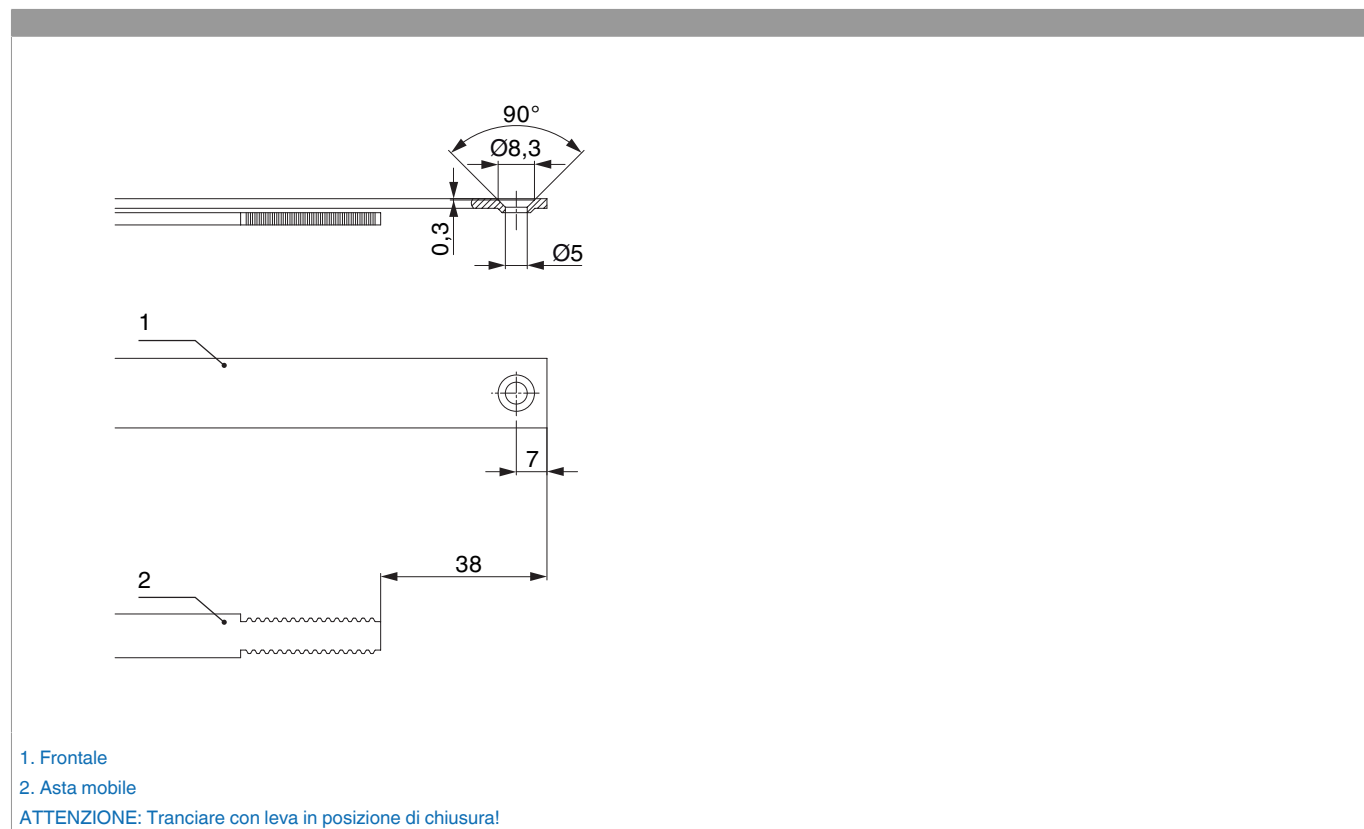 90°
Ø8,3
0,3
Ø5
1
7
38
2
1. Frontale
2. Asta mobile
ATTENZIONE: Tranciare con leva in posizione di chiusura!